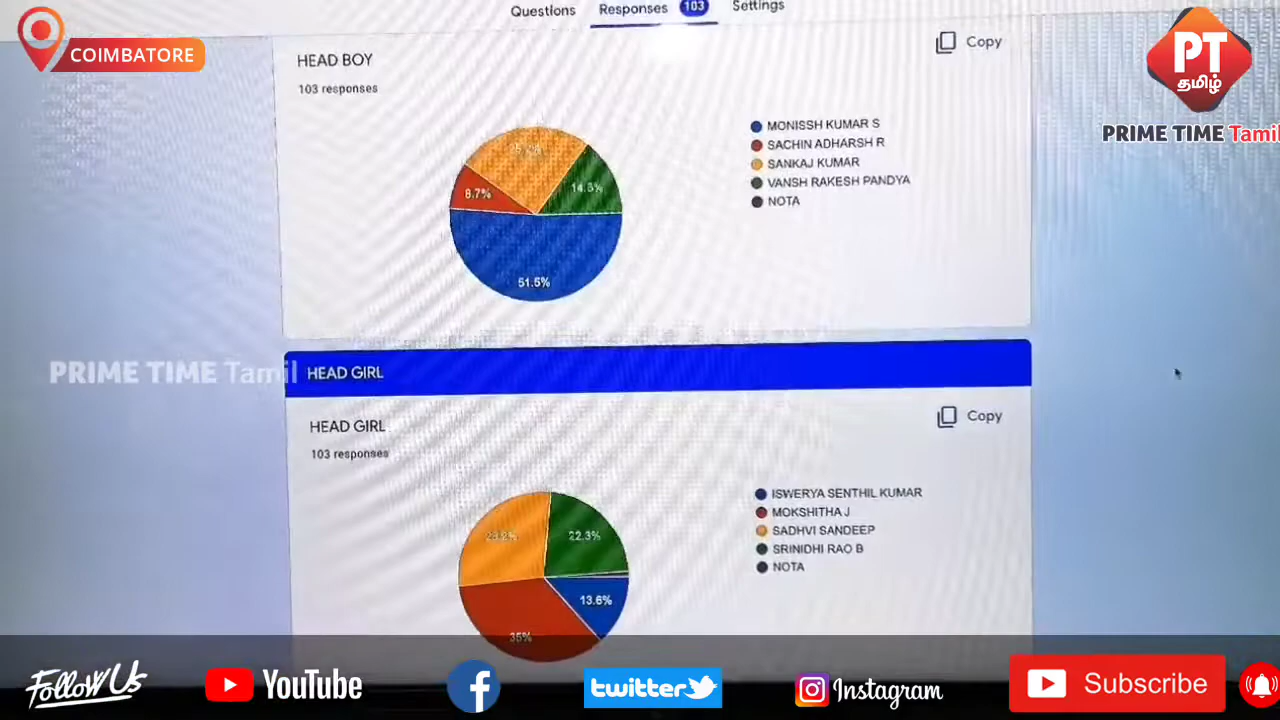 Questions Responses 103 Settings
COIMBATORE
HEAD BOY
Copy
103 responses
PT
தமிழ்
PRIME TIME Tamil
MONISSH KUMAR S
SACHIN ADHARSH R
SANKAJ KUMAR
VANSH RAKESH PANDYA
NOTA
8.7%
51.5%
PRIME TIME Tamil
HEAD GIRL
HEAD GIRL
Copy
103 responses
ISWERYA SENTHIL KUMAR
MOKSHITHA J
SADHVI SANDEEP
SRINIDHI RAO B
NOTA
22.3%
13.6%
35%
Follow Us
YouTube
f
twitter
Instagram
Subscribe